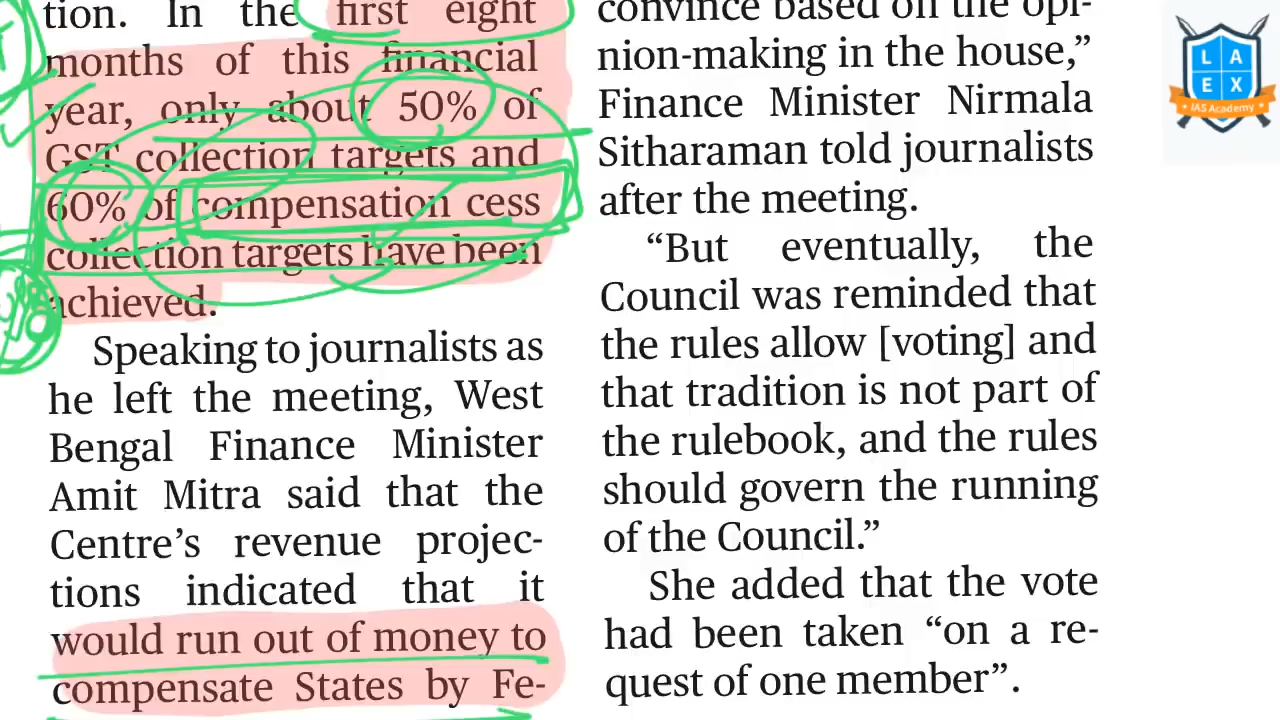 tion. In the first eight
months of this financial
year, only about 50% of
GST collection targets and
60% of compensation cess
collection targets have been
achieved.
Speaking to journalists as
he left the meeting, West
Bengal Finance Minister
Amit Mitra said that the
Centre’s revenue projec-
tions indicated that it
would run out of money to
compensate States by Fe-
convince based on the opi-
nion-making in the house,”
Finance Minister Nirmala
Sitharaman told journalists
after the meeting.
“But eventually, the
Council was reminded that
the rules allow [voting] and
that tradition is not part of
the rulebook, and the rules
should govern the running
of the Council.”
She added that the vote
had been taken “on a re-
quest of one member”.
L A
E X
IAS Academy